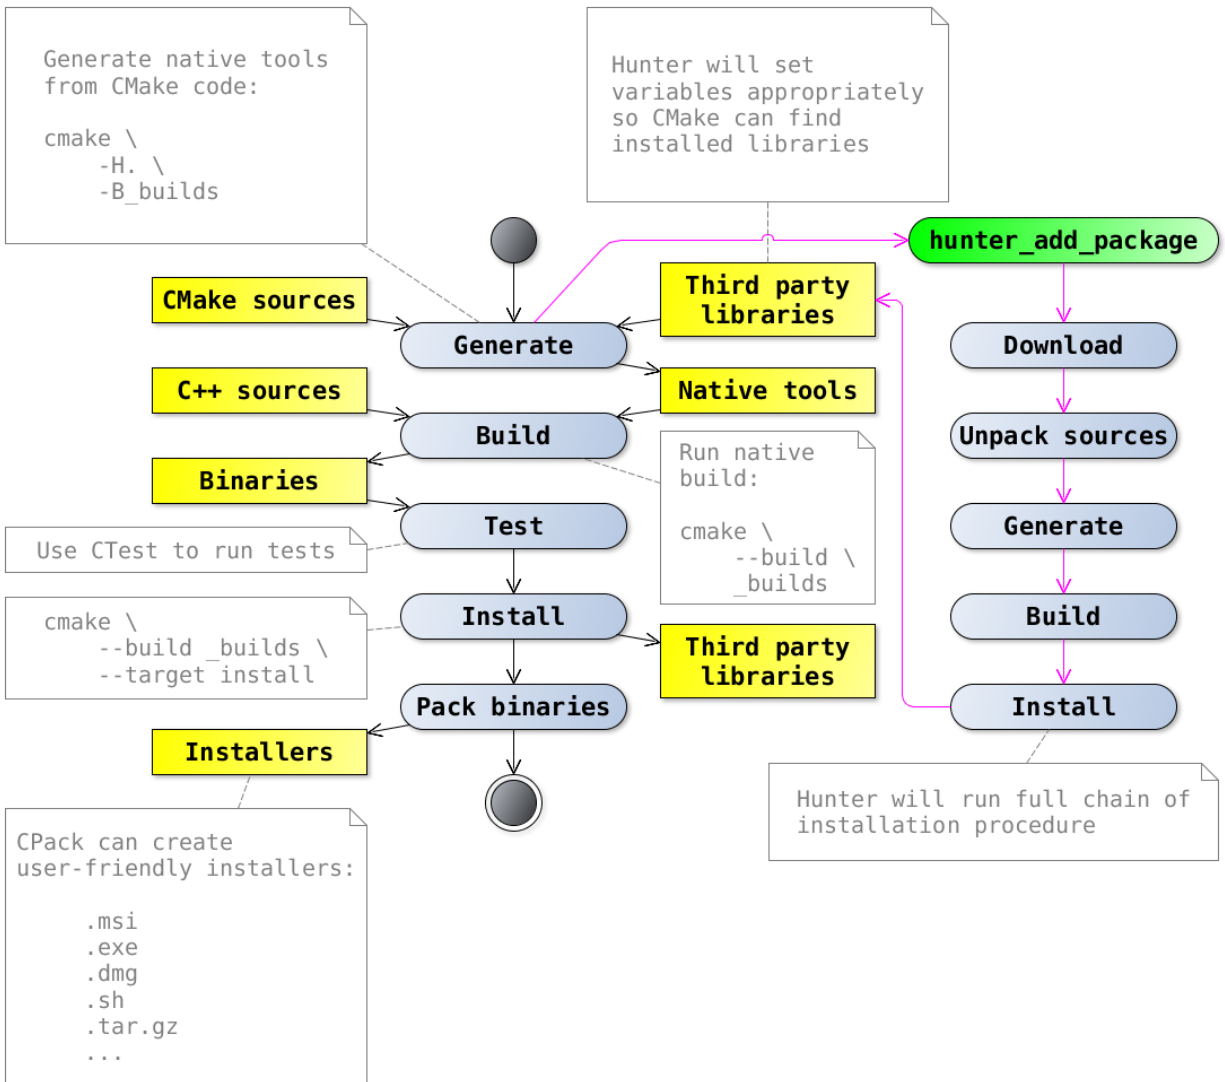 Generate native tools
from CMake code:
cmake \
-H. \
-B_builds
Hunter will set
variables appropriately
so CMake can find
installed libraries
hunter_add_package
CMake sources
Third party
libraries
Generate
Download
C++ sources
Native tools
Build
Unpack sources
Run native
build:
cmake \
--build \
_builds
Binaries
Test
Generate
Use CTest to run tests
cmake \
--build _builds \
--target install
Install
Build
Third party
libraries
Pack binaries
Install
Installers
Hunter will run full chain of
installation procedure
CPack can create
user-friendly installers:
.msi
.exe
.dmg
.sh
.tar.gz
...